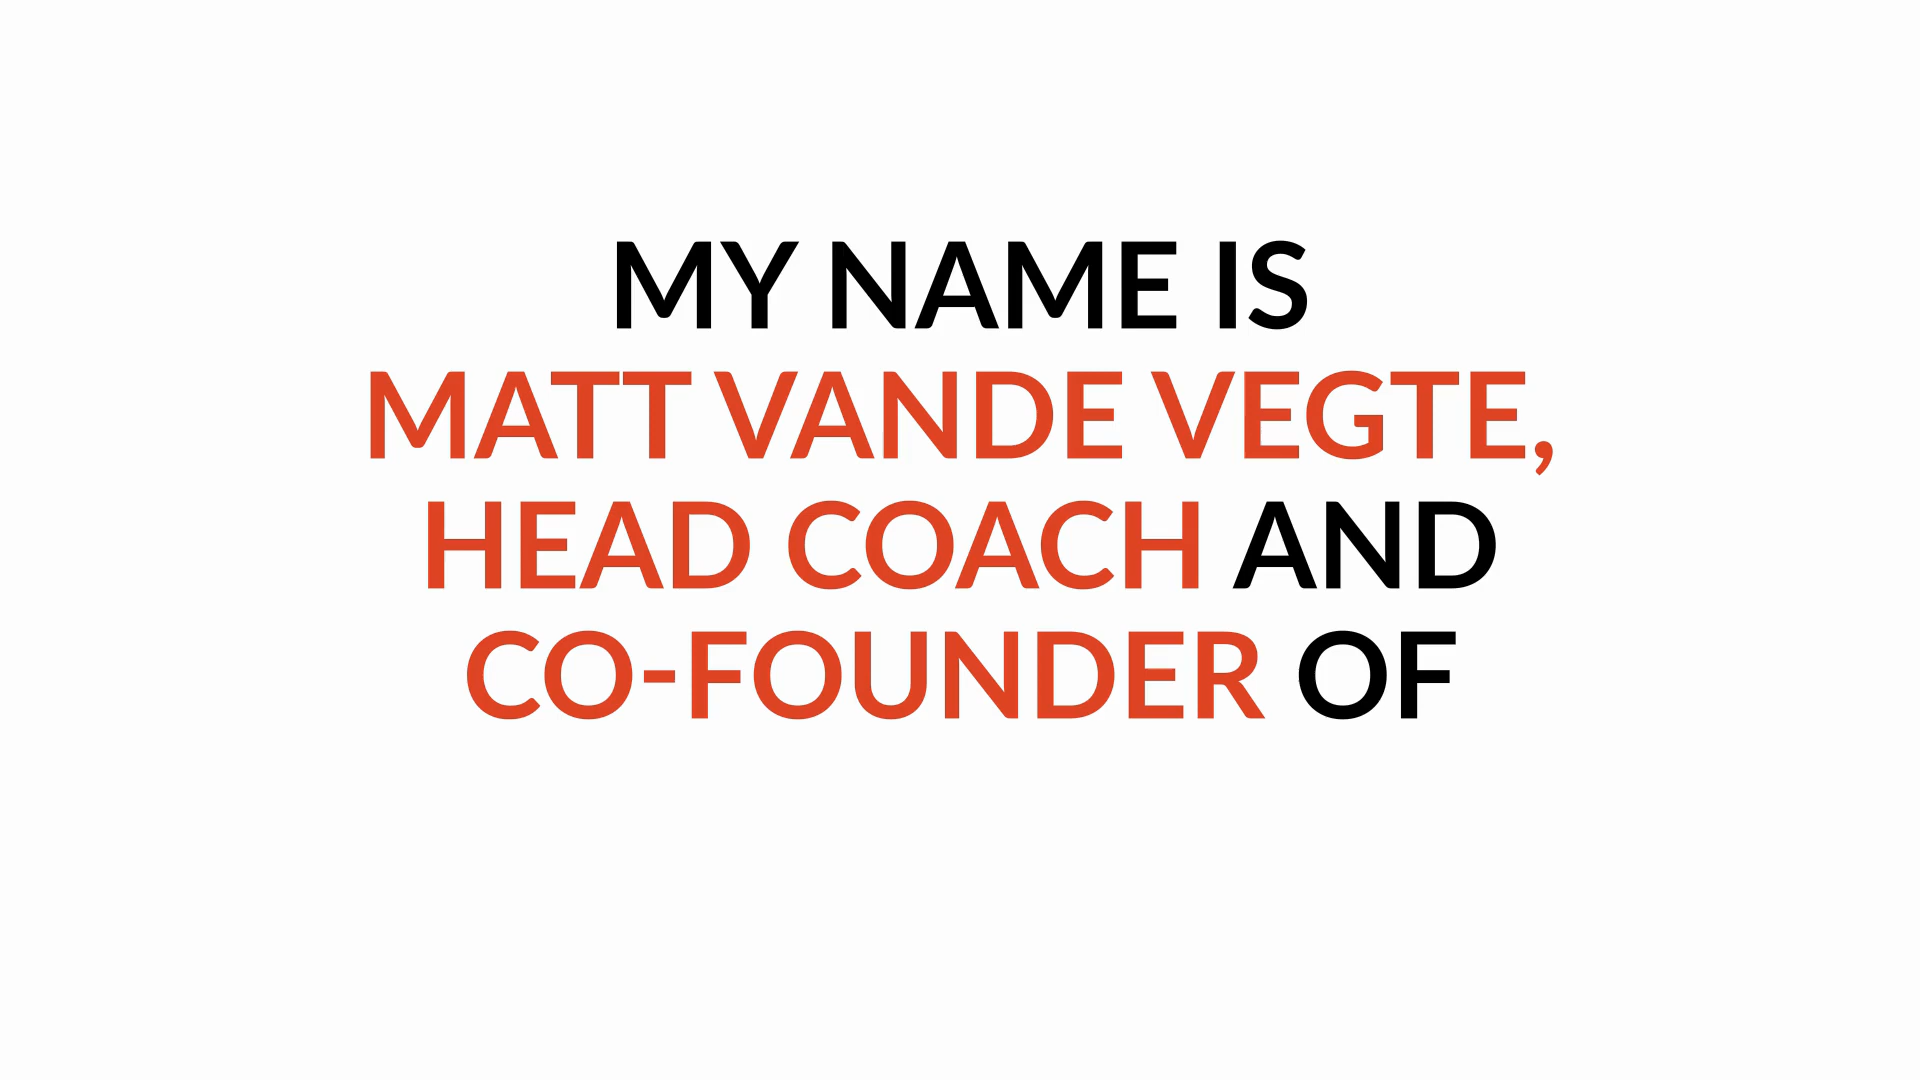 MY NAME IS
MATT VANDE VEGTE,
HEAD COACH AND
CO-FOUNDER OF